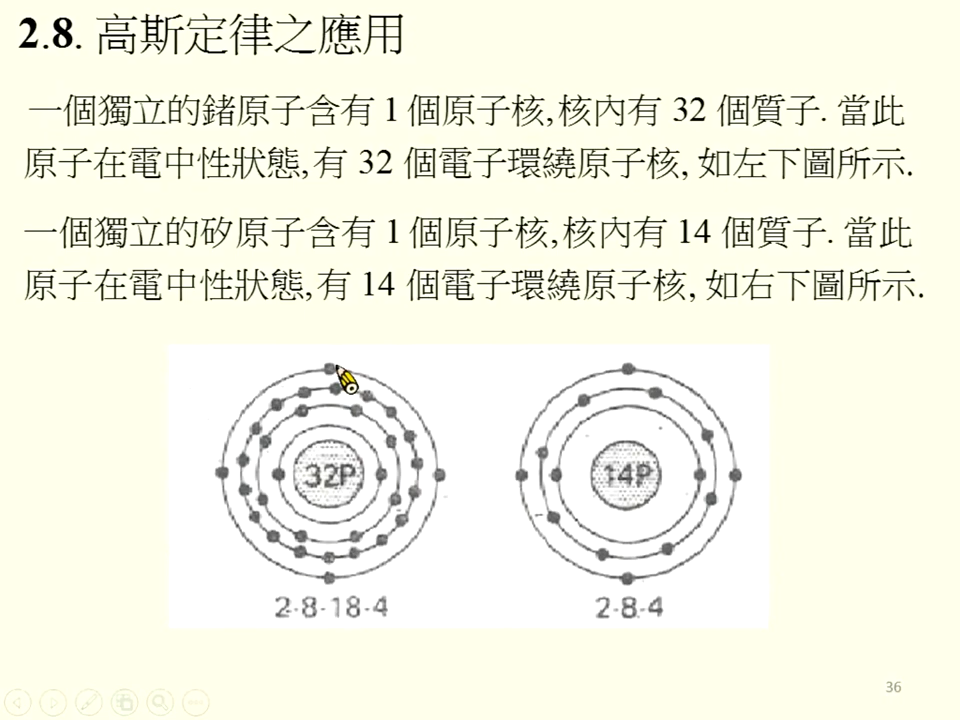 2.8. 高斯定律之應用
一個獨立的鍺原子含有 1 個原子核,核內有 32 個質子. 當此
原子在電中性狀態,有 32 個電子環繞原子核, 如左下圖所示.
一個獨立的矽原子含有 1 個原子核,核內有 14 個質子. 當此
原子在電中性狀態,有 14 個電子環繞原子核, 如右下圖所示.
32P
14P
2-8-18-4
2-8-4
36